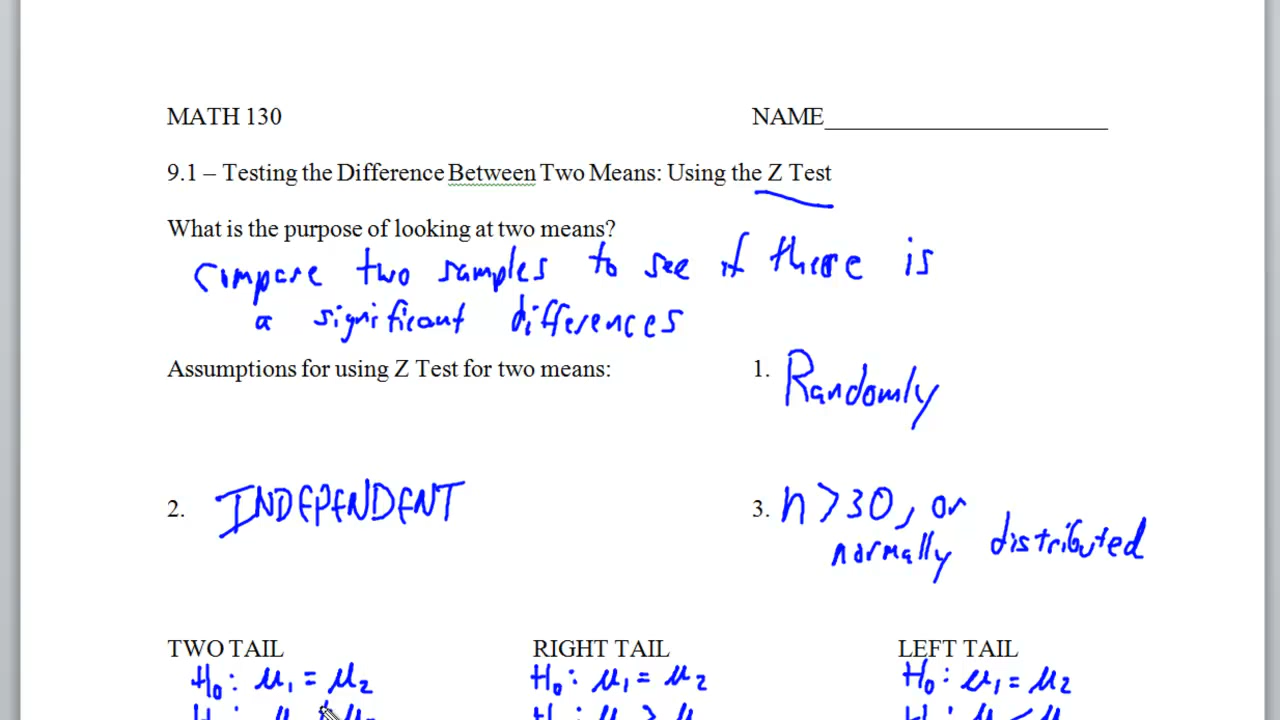 MATH 130 NAME
9.1 – Testing the Difference Between Two Means: Using the Z Test
What is the purpose of looking at two means?
compare two samples to see if there is
a significant differences
Assumptions for using Z Test for two means: 1. Randomly
2. INDEPENDENT 3. n > 30, or
normally distributed
TWO TAIL RIGHT TAIL LEFT TAIL
H₀: μ₁ = μ₂ H₀: μ₁ = μ₂ H₀: μ₁ = μ₂